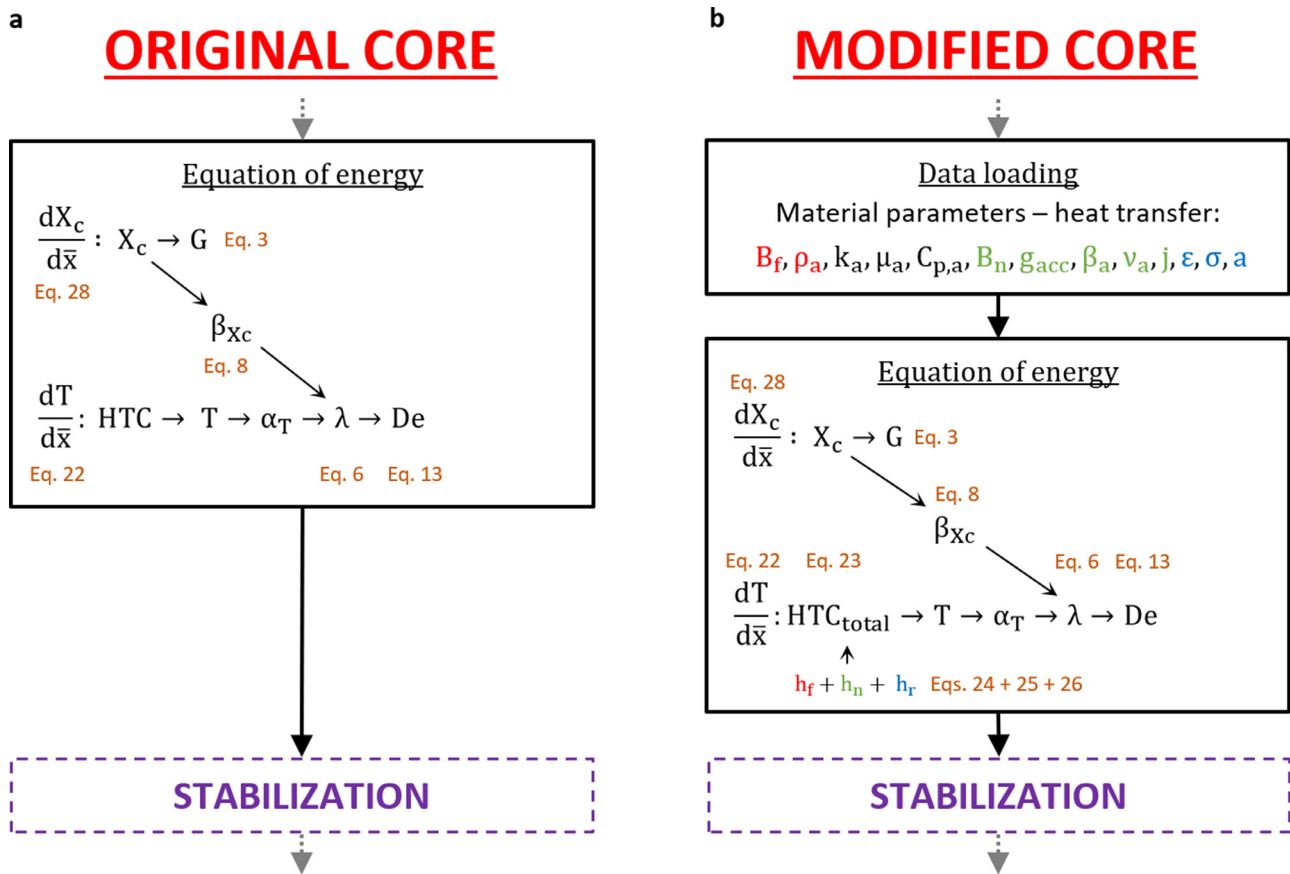 a
ORIGINAL CORE
Equation of energy
dX_c/dx̄ : X_c → G Eq. 3
Eq. 28
β_Xc
Eq. 8
dT/dx̄ : HTC → T → α_T → λ → De
Eq. 22 Eq. 6 Eq. 13
STABILIZATION
b
MODIFIED CORE
Data loading
Material parameters – heat transfer:
B_f, ρ_a, k_a, μ_a, C_p,a, B_n, g_acc, β_a, ν_a, j, ε, σ, a
Equation of energy
Eq. 28
dX_c/dx̄ : X_c → G Eq. 3
Eq. 8
β_Xc
Eq. 22 Eq. 23 Eq. 6 Eq. 13
dT/dx̄ : HTC_total → T → α_T → λ → De
h_f + h_n + h_r Eqs. 24 + 25 + 26
STABILIZATION